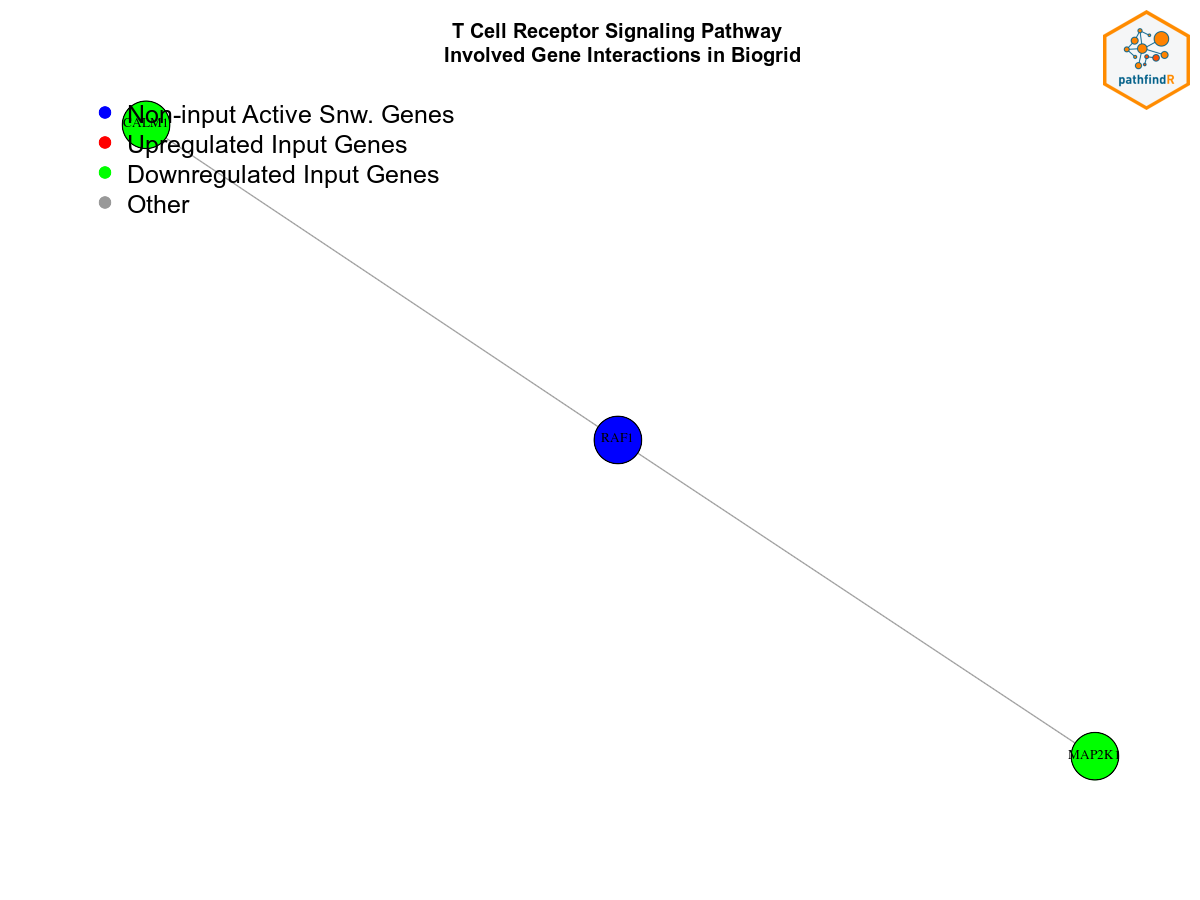 T Cell Receptor Signaling Pathway
Involved Gene Interactions in Biogrid
pathfindR
Non-input Active Snw. Genes
CALM1
Upregulated Input Genes
Downregulated Input Genes
Other
RAF1
MAP2K1